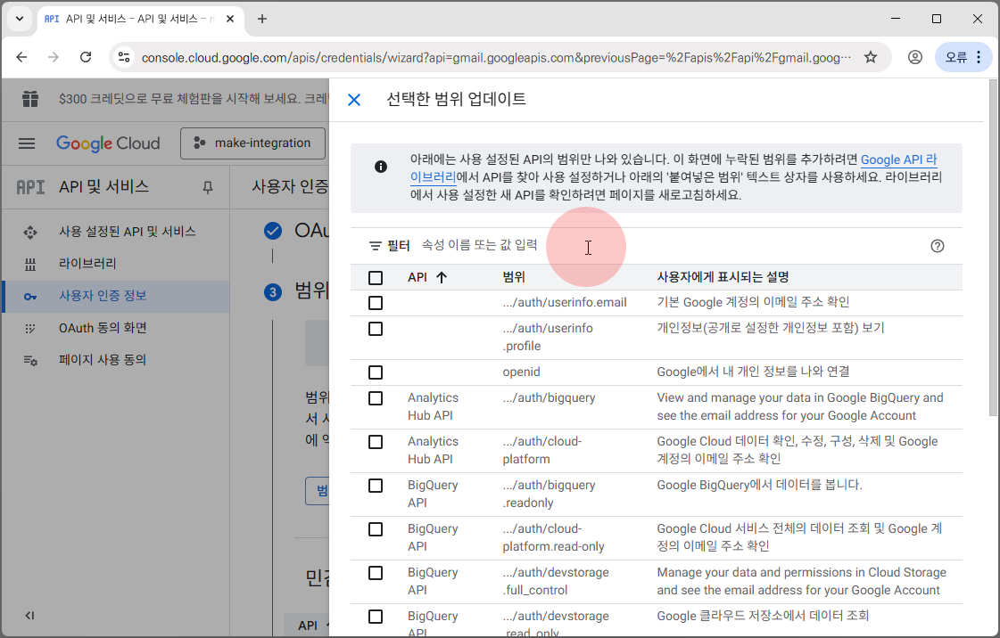 API API 및 서비스 – API 및 서비스 –
console.cloud.google.com/apis/credentials/wizard?api=gmail.googleapis.com&previousPage=%2Fapis%2Fapi%2Fgmail.goog…
오류
$300 크레딧으로 무료 체험판을 시작해 보세요.
Google Cloud
make-integration
API API 및 서비스
사용 설정된 API 및 서비스
라이브러리
사용자 인증 정보
OAuth 동의 화면
페이지 사용 동의
사용자 인증
3 범위
범위
에
API
선택한 범위 업데이트
아래에는 사용 설정된 API의 범위만 나와 있습니다. 이 화면에 누락된 범위를 추가하려면 Google API 라
이브러리에서 API를 찾아 사용 설정하거나 아래의 '붙여넣은 범위' 텍스트 상자를 사용하세요. 라이브러리
에서 사용 설정한 새 API를 확인하려면 페이지를 새로고침하세요.
필터 속성 이름 또는 값 입력
API 범위 사용자에게 표시되는 설명
.../auth/userinfo.email 기본 Google 계정의 이메일 주소 확인
.../auth/userinfo 개인정보(공개로 설정한 개인정보 포함) 보기
.profile
openid Google에서 내 개인 정보를 나와 연결
Analytics .../auth/bigquery View and manage your data in Google BigQuery and
Hub API see the email address for your Google Account
Analytics .../auth/cloud- Google Cloud 데이터 확인, 수정, 구성, 삭제 및 Google
Hub API platform 계정의 이메일 주소 확인
BigQuery .../auth/bigquery Google BigQuery에서 데이터를 봅니다.
API .readonly
BigQuery .../auth/cloud- Google Cloud 서비스 전체의 데이터 조회 및 Google 계
API platform.read-only 정의 이메일 주소 확인
BigQuery .../auth/devstorage Manage your data and permissions in Cloud Storage
API .full_control and see the email address for your Google Account
BigQuery .../auth/devstorage Google 클라우드 저장소에서 데이터 조회
API .read_only